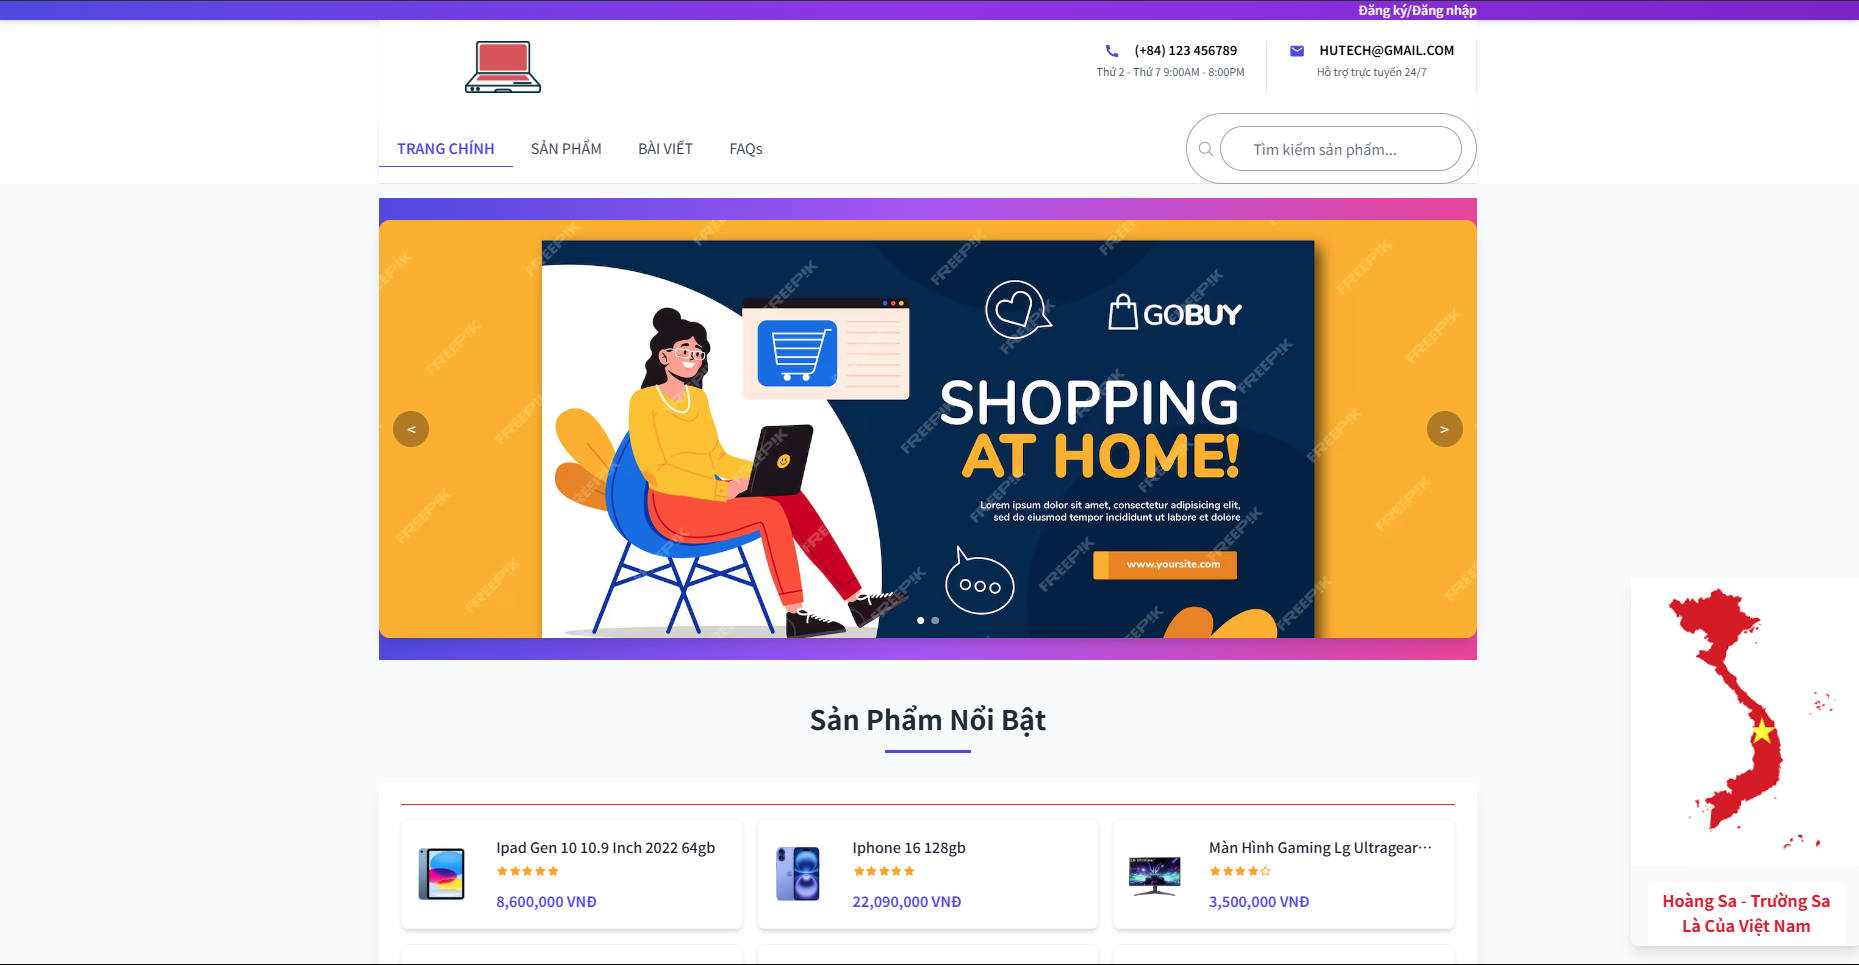 Đăng ký/Đăng nhập
(+84) 123 456789
Thứ 2 - Thứ 7 9:00AM - 8:00PM
HUTECH@GMAIL.COM
Hỗ trợ trực tuyến 24/7
TRANG CHÍNH
SẢN PHẨM
BÀI VIẾT
FAQs
Tìm kiếm sản phẩm...
GOBUY
SHOPPING
AT HOME!
Lorem ipsum dolor sit amet, consectetur adipisicing elit,
sed do eiusmod tempor incididunt ut labore et dolore
www.yoursite.com
<
>
FREEPIK
Sản Phẩm Nổi Bật
Ipad Gen 10 10.9 Inch 2022 64gb
8,600,000 VNĐ
Iphone 16 128gb
22,090,000 VNĐ
Màn Hình Gaming Lg Ultragear···
3,500,000 VNĐ
Hoàng Sa - Trường Sa
Là Của Việt Nam